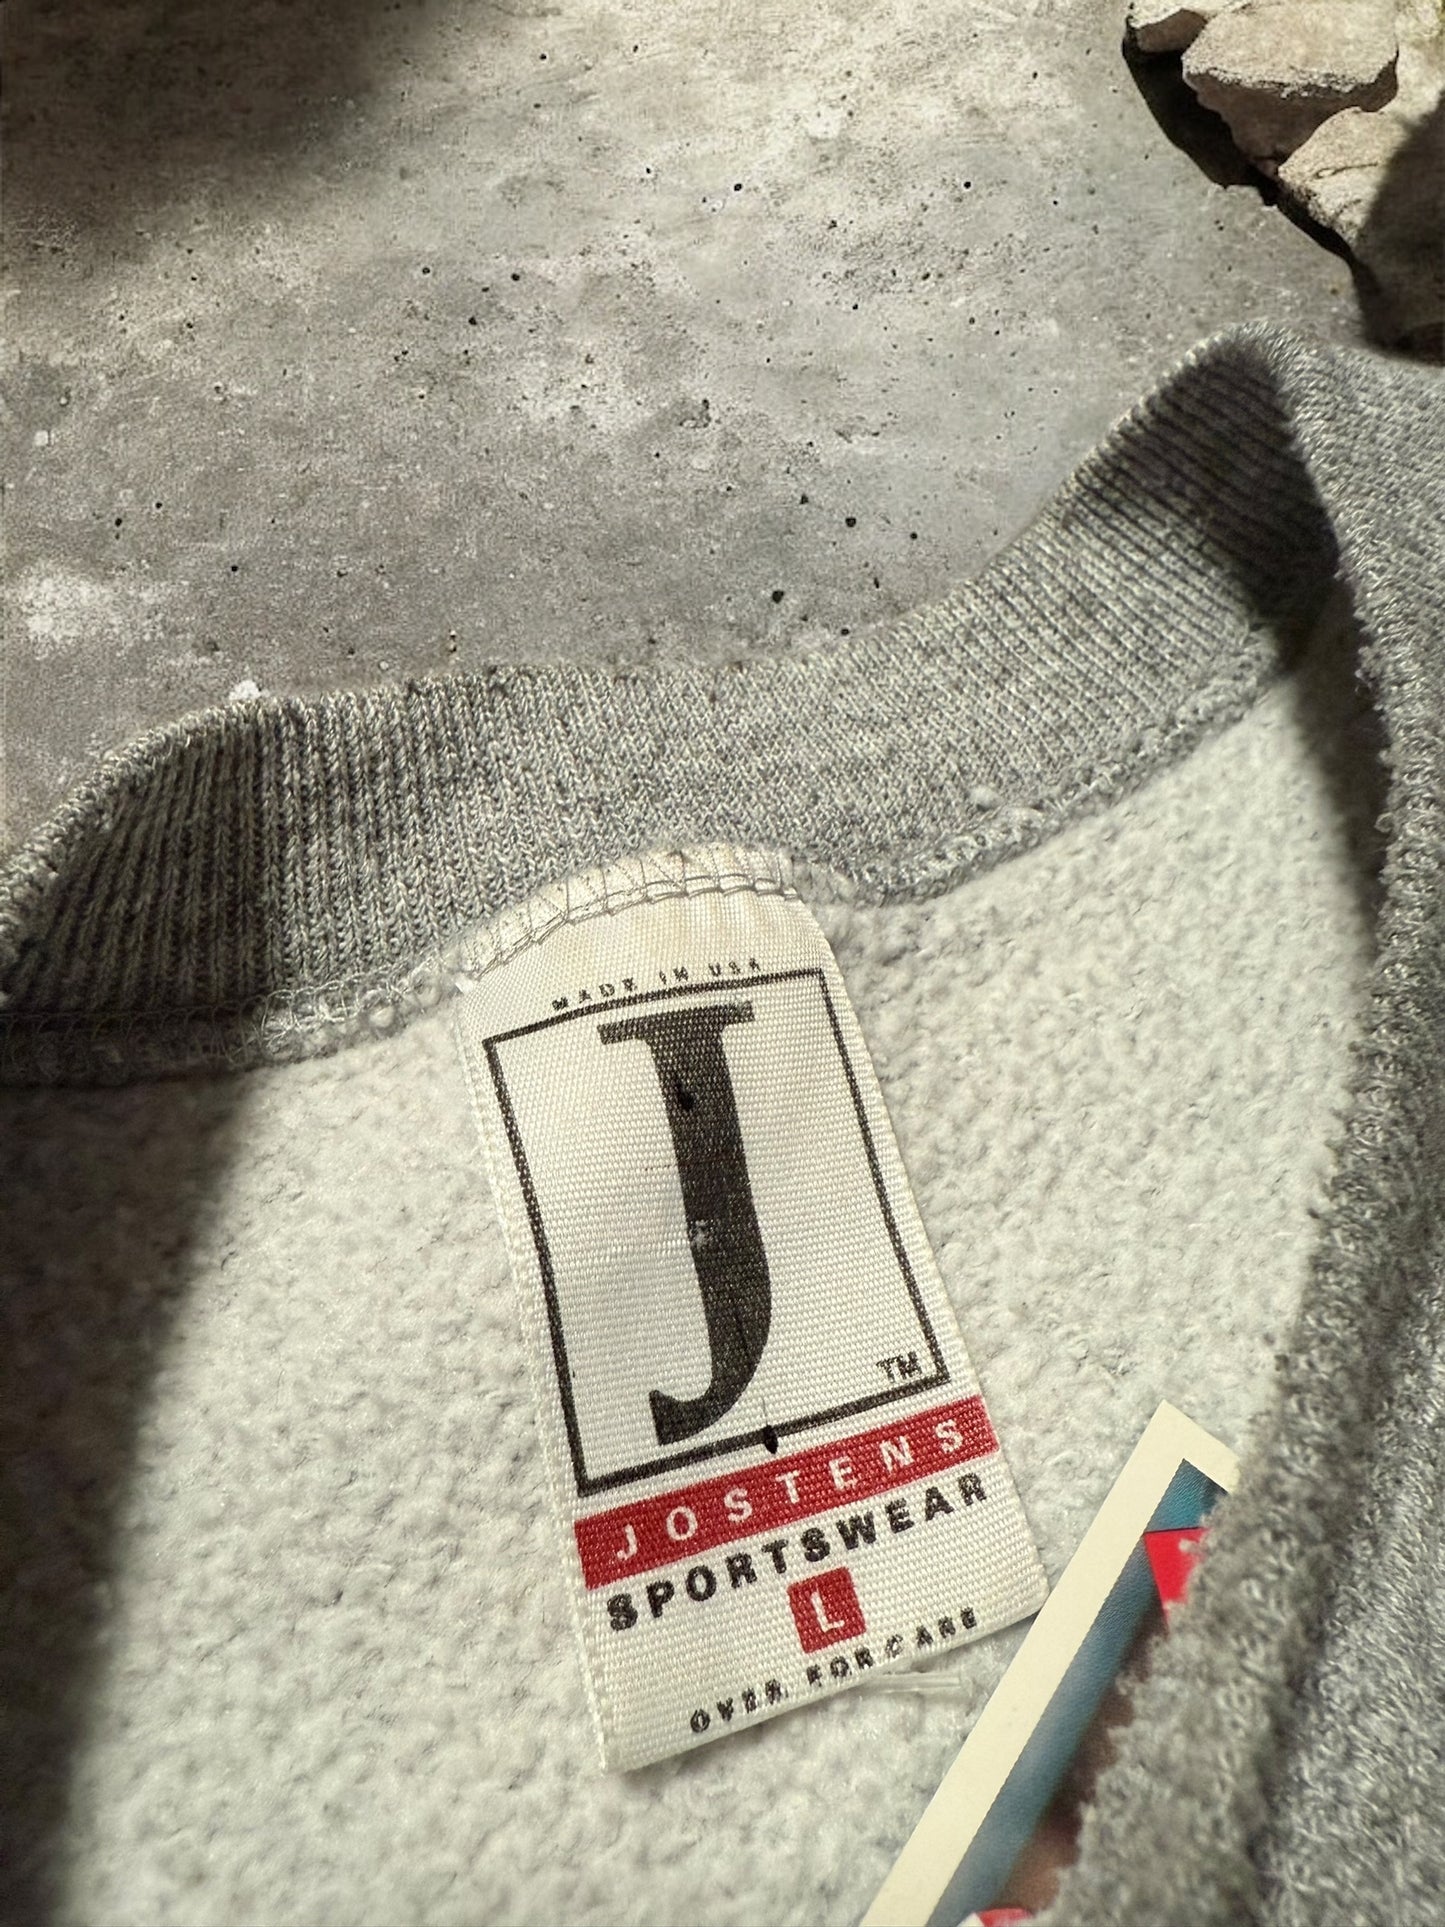 MADE IN USA
J
TM
JOSTENS
SPORTSWEAR
L
OVER FOR CARE